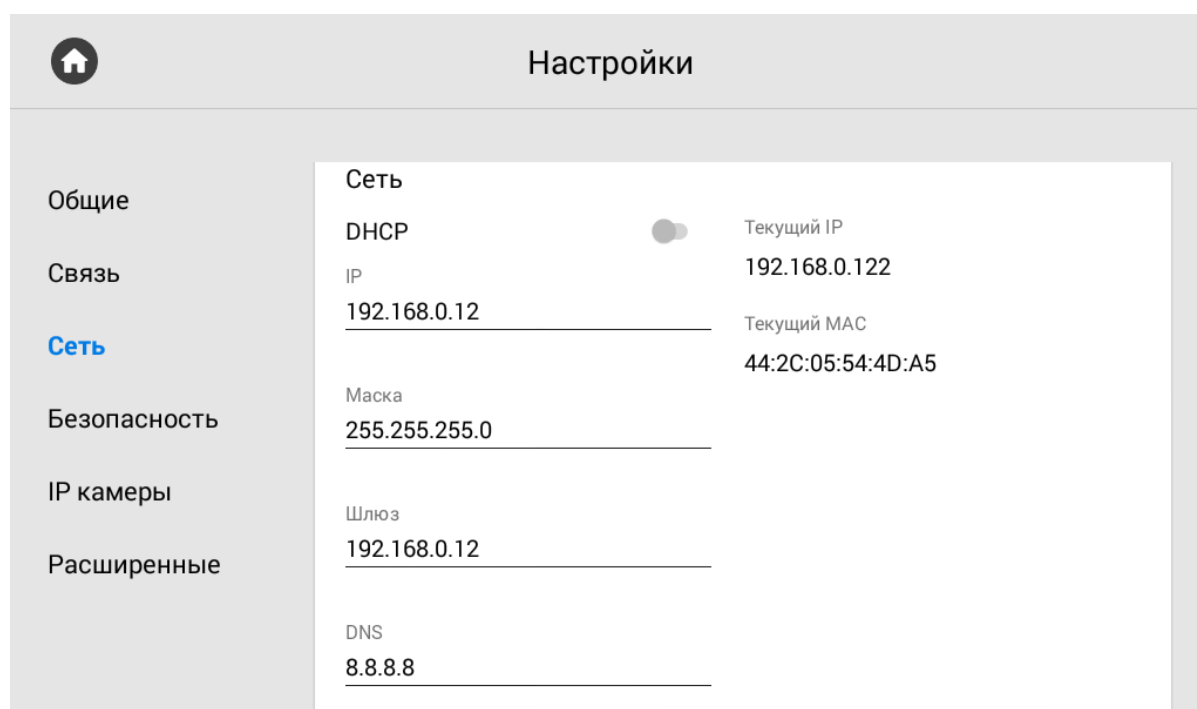 Настройки
Общие
Связь
Сеть
Безопасность
IP камеры
Расширенные
Сеть
DHCP
IP
192.168.0.12
Маска
255.255.255.0
Шлюз
192.168.0.12
DNS
8.8.8.8
Текущий IP
192.168.0.122
Текущий MAC
44:2C:05:54:4D:A5